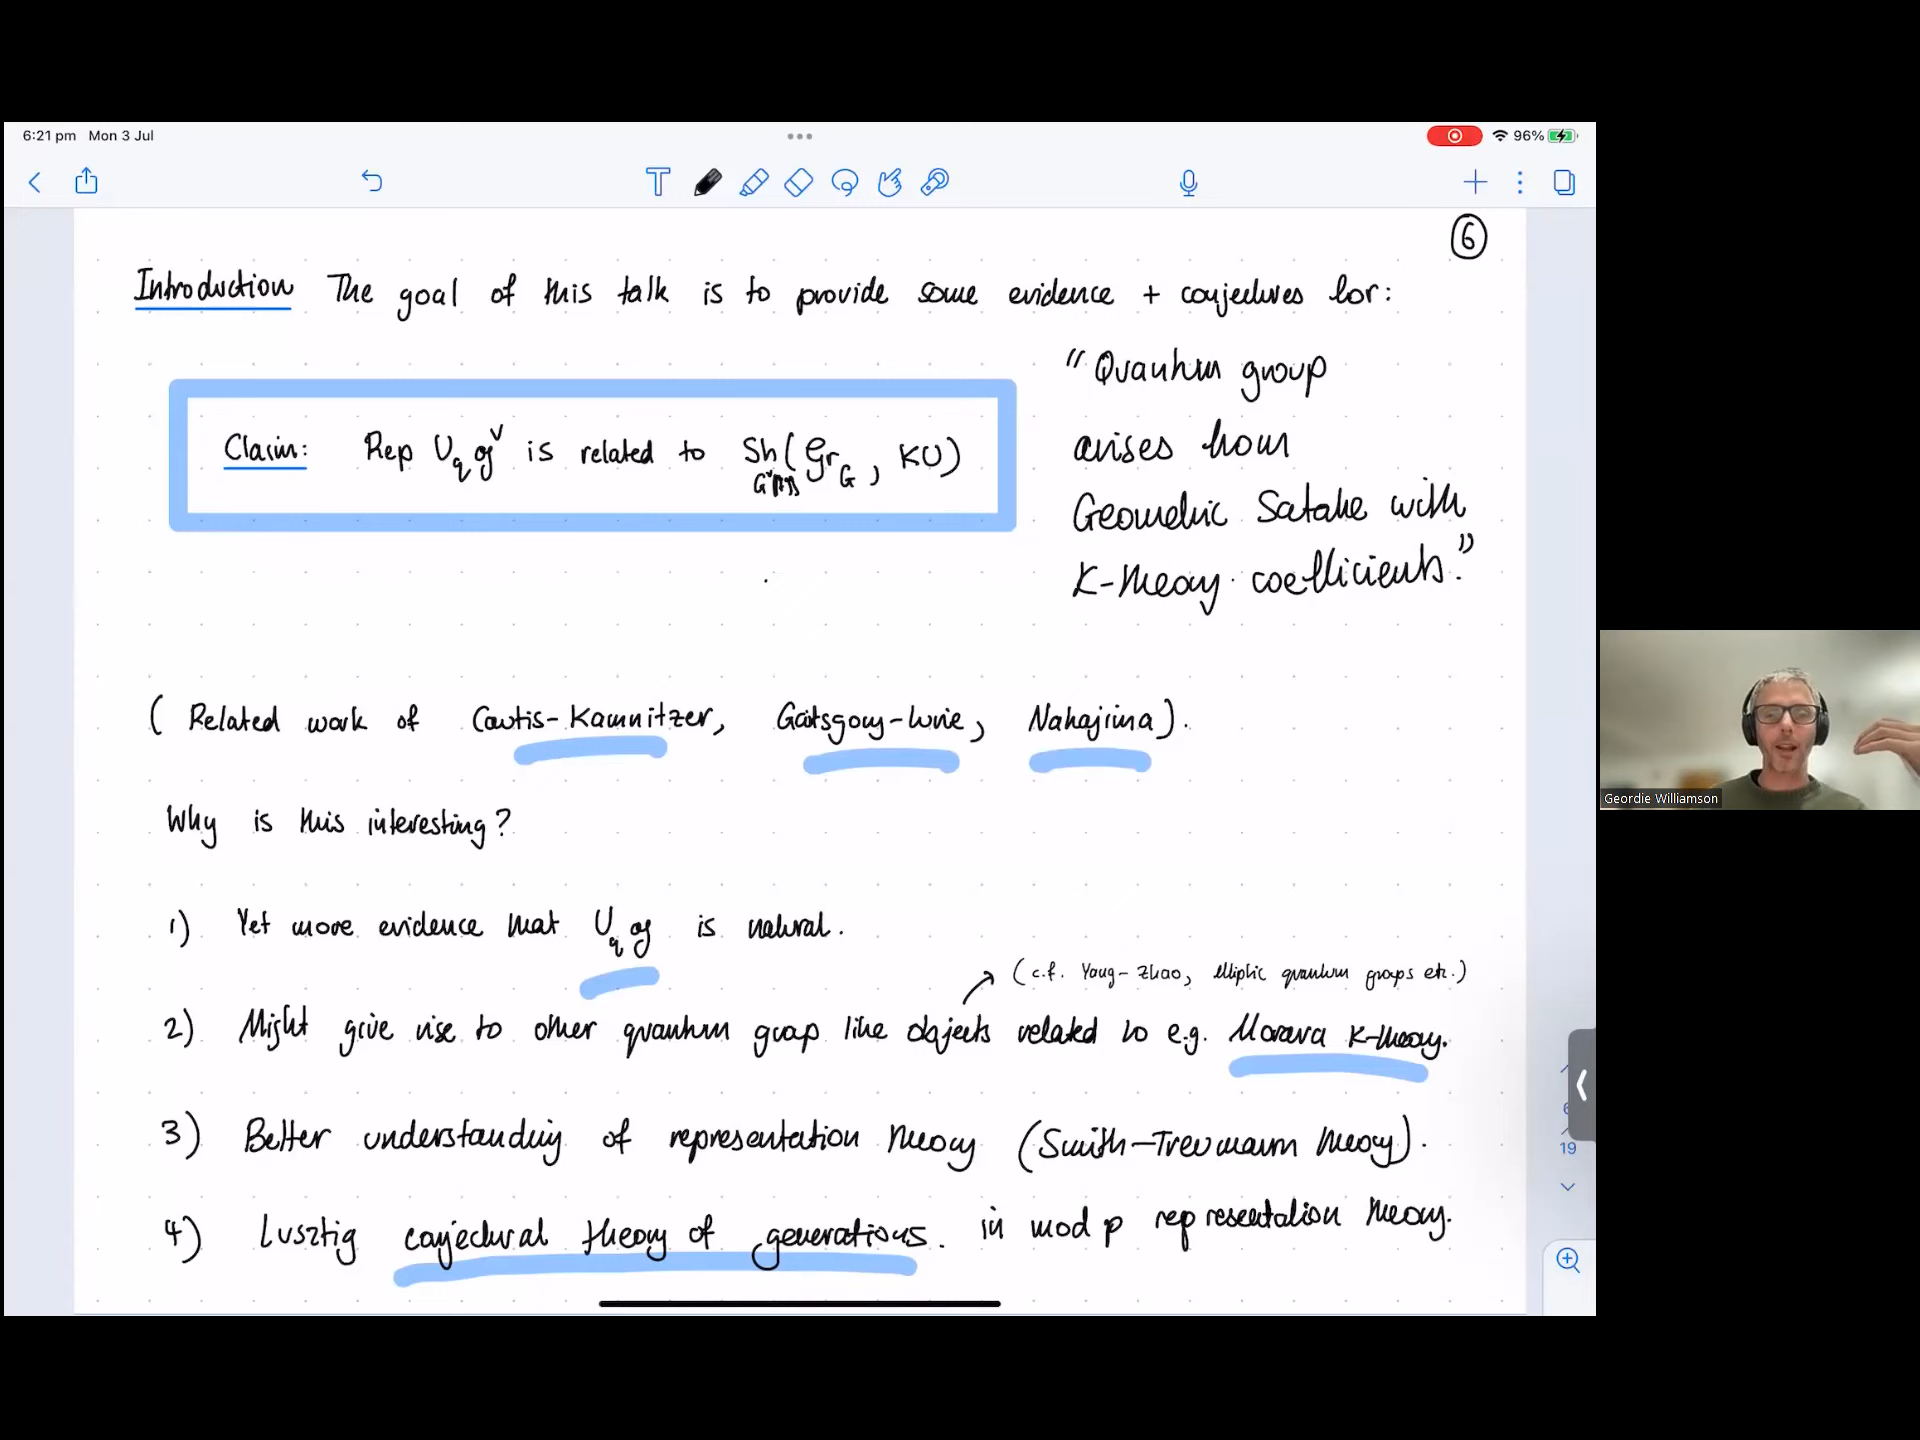 6:21 pm Mon 3 Jul
96%
6
Introduction The goal of this talk is to provide some evidence + conjectures for:
Claim: Rep U_q g^∨ is related to Sh (Gr_G, KU)
"Quantum group
arises from
Geometric Satake with
K-theory coefficients."
(Related work of Cautis-Kamnitzer, Gaitsgory-Lurie, Nakajima).
Why is this interesting?
1) Yet more evidence that U_q g is natural.
(c.f. Yang-Zhao, elliptic quantum groups etc.)
2) Might give rise to other quantum group like objects related to e.g. Morava K-theory.
3) Better understanding of representation theory (Smith-Treumann theory).
4) Lusztig conjectural theory of generations. in mod p representation theory.
19
Geordie Williamson